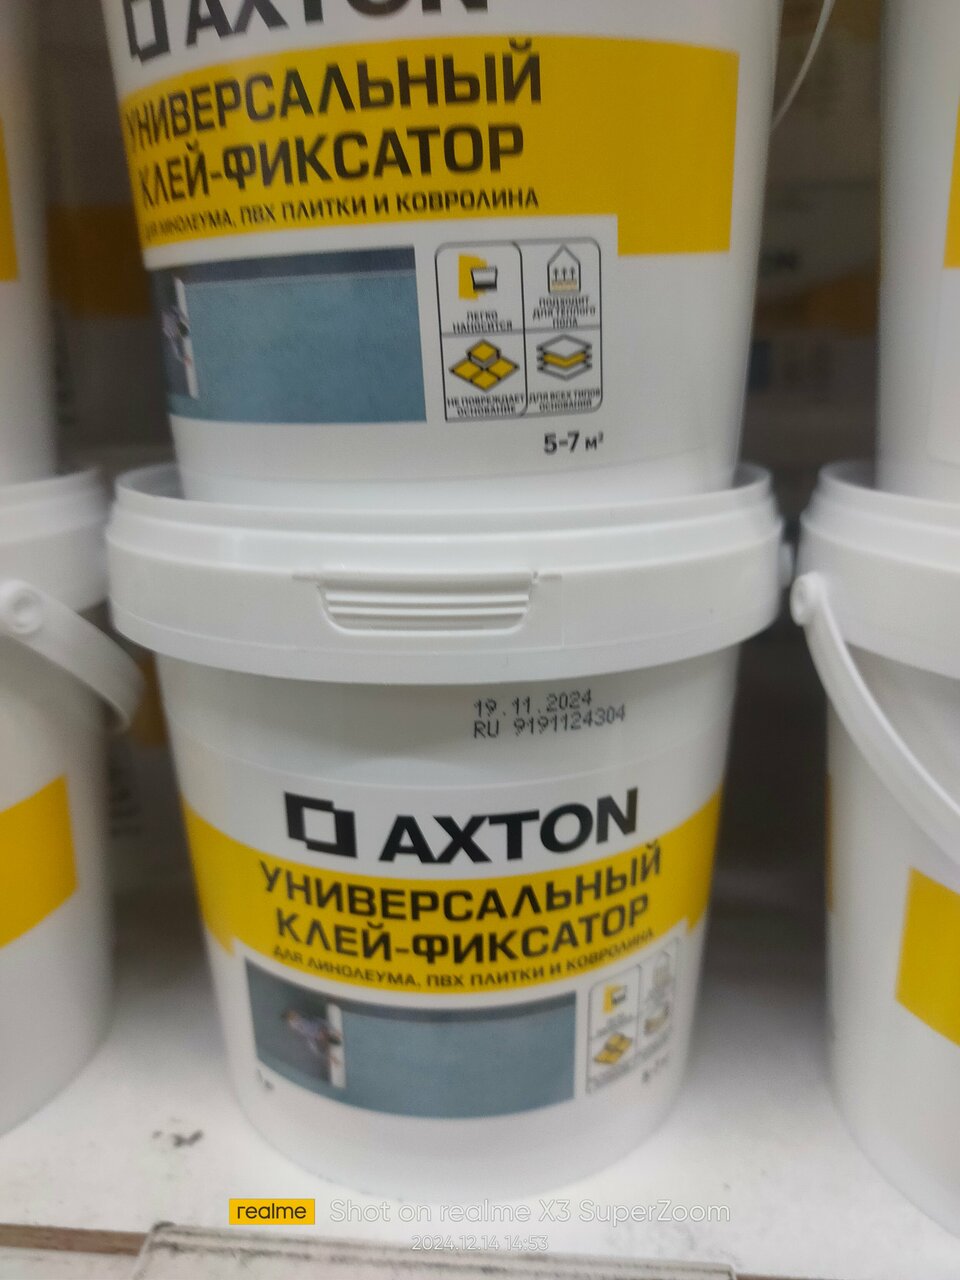 AXTON
УНИВЕРСАЛЬНЫЙ
КЛЕЙ-ФИКСАТОР
ДЛЯ ЛИНОЛЕУМА, ПВХ ПЛИТКИ И КОВРОЛИНА
ЛЕГКО
НАНОСИТСЯ
ПОДХОДИТ
ДЛЯ ТЕПЛОГО
ПОЛА
НЕ ПОВРЕЖДАЕТ
ОСНОВАНИЕ
ДЛЯ ВСЕХ ТИПОВ
ОСНОВАНИЙ
5-7 м²
19.11.2024
RU 9191124304
AXTON
УНИВЕРСАЛЬНЫЙ
КЛЕЙ-ФИКСАТОР
ДЛЯ ЛИНОЛЕУМА, ПВХ ПЛИТКИ И КОВРОЛИНА
realme Shot on realme X3 SuperZoom
2024.12.14 14:53